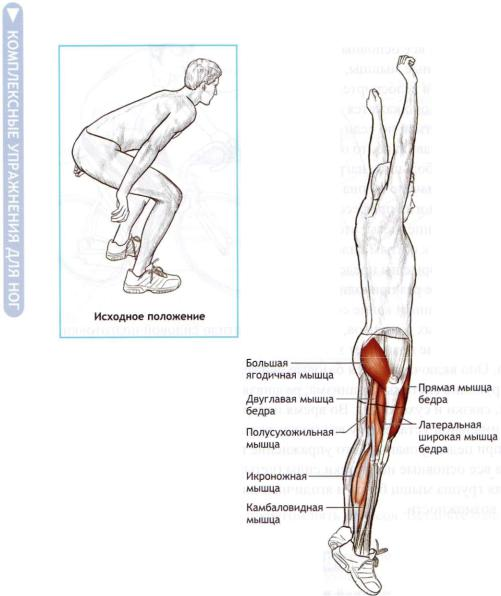 КОМПЛЕКСНЫЕ УПРАЖНЕНИЯ ДЛЯ НОГ
Исходное положение
Большая
ягодичная мышца
Двуглавая мышца
бедра
Полусухожильная
мышца
Икроножная
мышца
Камбаловидная
мышца
Прямая мышца
бедра
Латеральная
широкая мышца
бедра